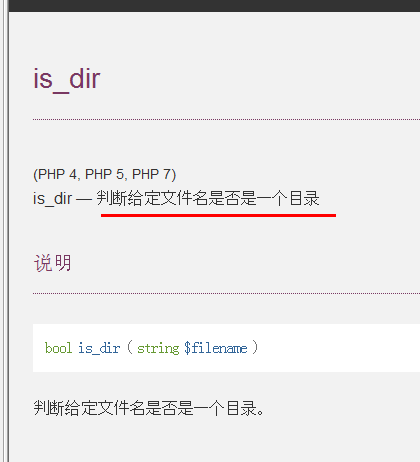 is_dir
(PHP 4, PHP 5, PHP 7)
is_dir — 判断给定文件名是否是一个目录
说明
bool is_dir ( string $filename )
判断给定文件名是否是一个目录。